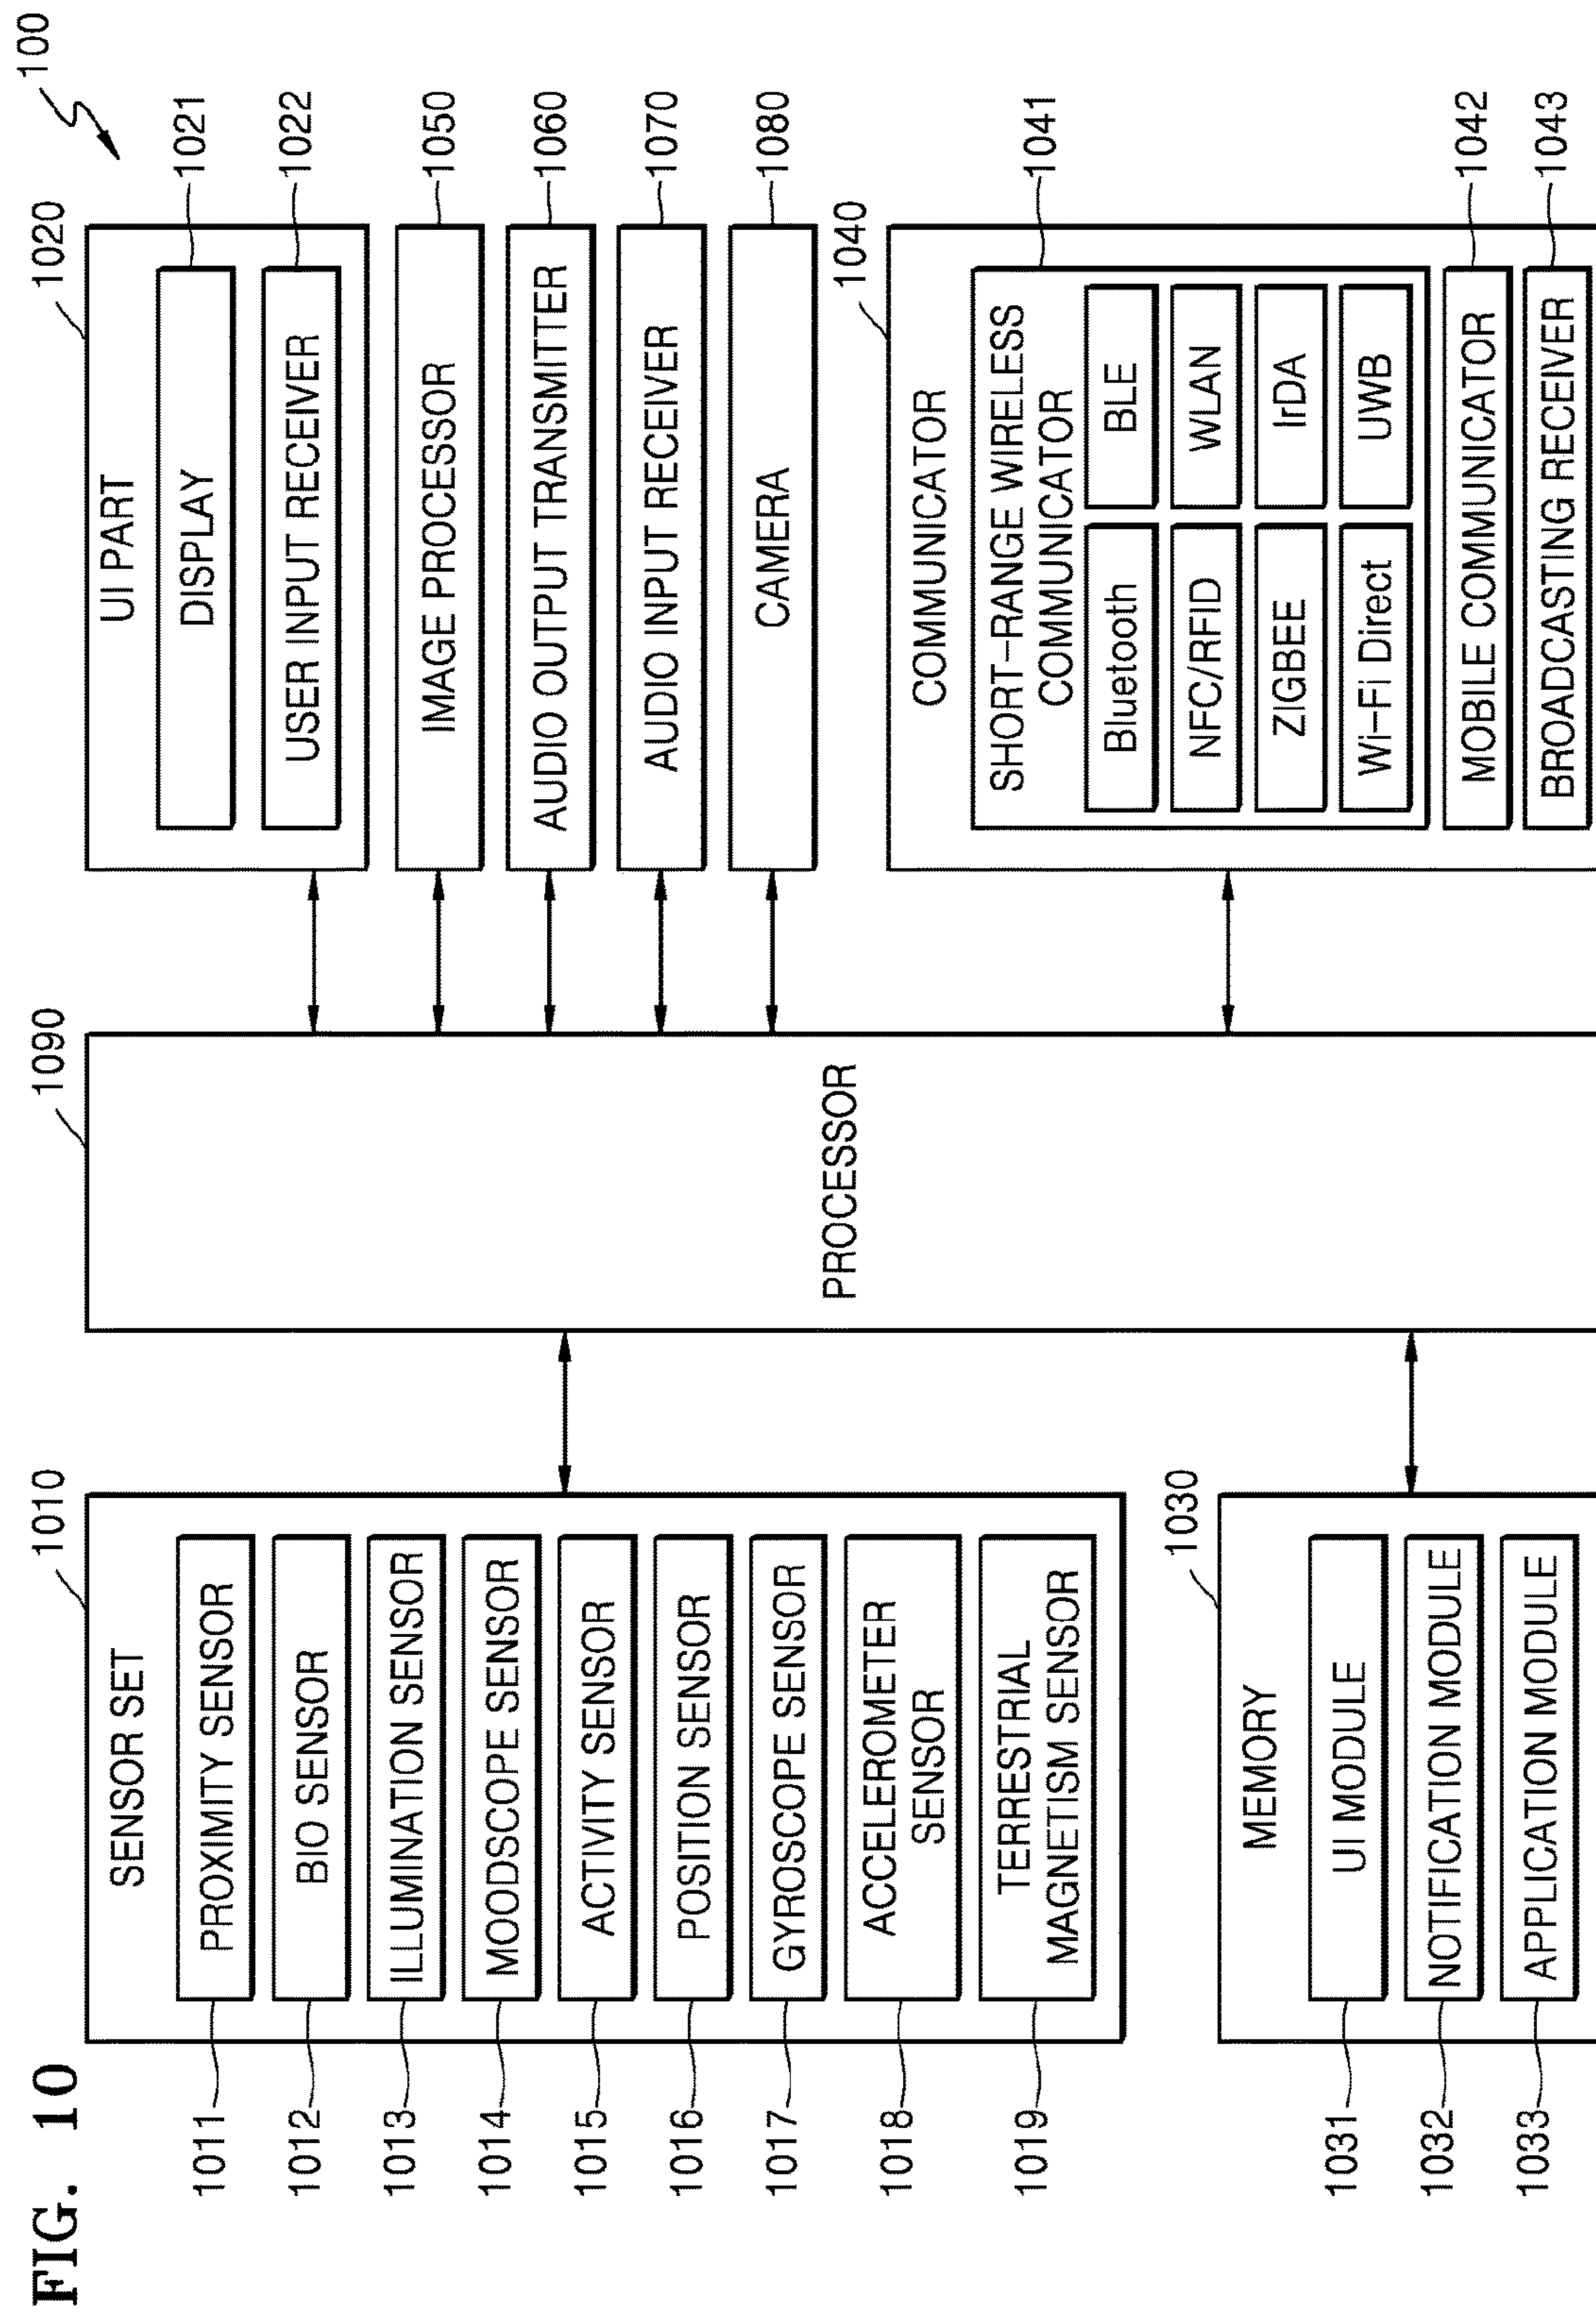 FIG. 10
100
1010
SENSOR SET
1011
PROXIMITY SENSOR
1012
BIO SENSOR
1013
ILLUMINATION SENSOR
1014
MOODSCOPE SENSOR
1015
ACTIVITY SENSOR
1016
POSITION SENSOR
1017
GYROSCOPE SENSOR
1018
ACCELEROMETER
SENSOR
1019
TERRESTRIAL
MAGNETISM SENSOR
1030
MEMORY
1031
UI MODULE
1032
NOTIFICATION MODULE
1033
APPLICATION MODULE
1090
PROCESSOR
1020
UI PART
DISPLAY
1021
USER INPUT RECEIVER
1022
IMAGE PROCESSOR
1050
AUDIO OUTPUT TRANSMITTER
1060
AUDIO INPUT RECEIVER
1070
CAMERA
1080
1040
COMMUNICATOR
SHORT-RANGE WIRELESS
COMMUNICATOR
1041
Bluetooth
BLE
NFC/RFID
WLAN
ZIGBEE
IrDA
Wi-Fi Direct
UWB
MOBILE COMMUNICATOR
1042
BROADCASTING RECEIVER
1043